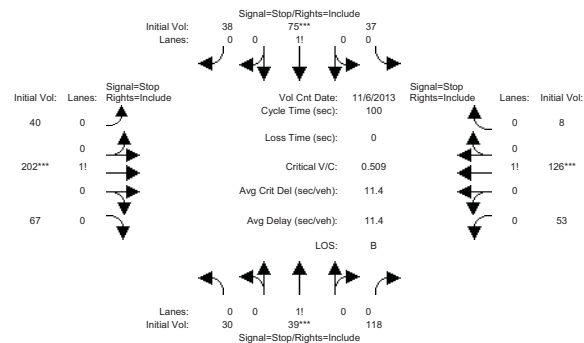 Signal=Stop/Rights=Include
Initial Vol: 38 75*** 37
Lanes: 0 0 1! 0 0
Signal=Stop
Initial Vol: Lanes: Rights=Include
Vol Cnt Date: 11/6/2013
Signal=Stop
Rights=Include Lanes: Initial Vol:
Cycle Time (sec): 100
40 0
0 8
Loss Time (sec): 0
0
0
202*** 1!
Critical V/C: 0.509
1! 126***
0
Avg Crit Del (sec/veh): 11.4
0
67 0
Avg Delay (sec/veh): 11.4
0 53
LOS: B
Lanes: 0 0 1! 0 0
Initial Vol: 30 39*** 118
Signal=Stop/Rights=Include